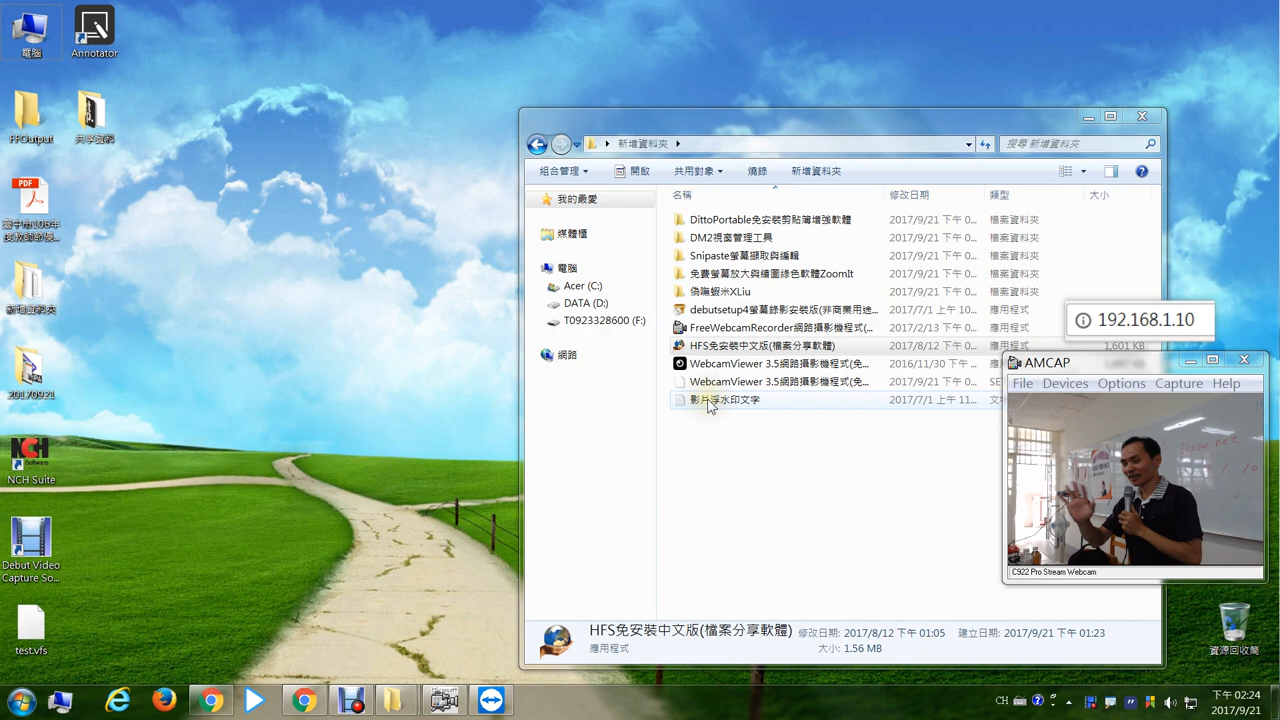 電腦
Annotator
FFOutput
共享資料
PDF
臺中市106年
度教師助優...
新增資料夾
20170921
NCH
Software
NCH Suite
Debut Video
Capture So...
test.vfs
新增資料夾
搜尋 新增資料夾
組合管理 開啟 共用對象 燒錄 新增資料夾
名稱 修改日期 類型 大小
我的最愛
媒體櫃
電腦
Acer (C:)
DATA (D:)
T0923328600 (F:)
網路
DittoPortable免安裝剪貼簿增強軟體 2017/9/21 下午 0... 檔案資料夾
DM2視窗管理工具 2017/9/21 下午 0... 檔案資料夾
Snipaste螢幕擷取與編輯 2017/9/21 下午 0... 檔案資料夾
免費螢幕放大與繪圖綠色軟體ZoomIt 2017/9/21 下午 0... 檔案資料夾
偽嘸蝦米XLiu 2017/9/21 下午 0... 檔案資料夾
debutsetup4螢幕錄影安裝版(非商業用途... 2017/7/1 上午 10... 應用程式
FreeWebcamRecorder網路攝影機程式(... 2017/2/13 下午 0... 應用程式
HFS免安裝中文版(檔案分享軟體) 2017/8/12 下午 0... 應用程式 1,601 KB
WebcamViewer 3.5網路攝影機程式(免... 2016/11/30 下午 ...
WebcamViewer 3.5網路攝影機程式(免... 2017/9/21 下午 0... SE
影片浮水印文字 2017/7/1 上午 11... 文
192.168.1.10
AMCAP
File Devices Options Capture Help
C922 Pro Stream Webcam
HFS免安裝中文版(檔案分享軟體) 修改日期: 2017/8/12 下午 01:05 建立日期: 2017/9/21 下午 01:23
應用程式 大小: 1.56 MB
資源回收筒
Microsoft
CH
下午 02:24
2017/9/21